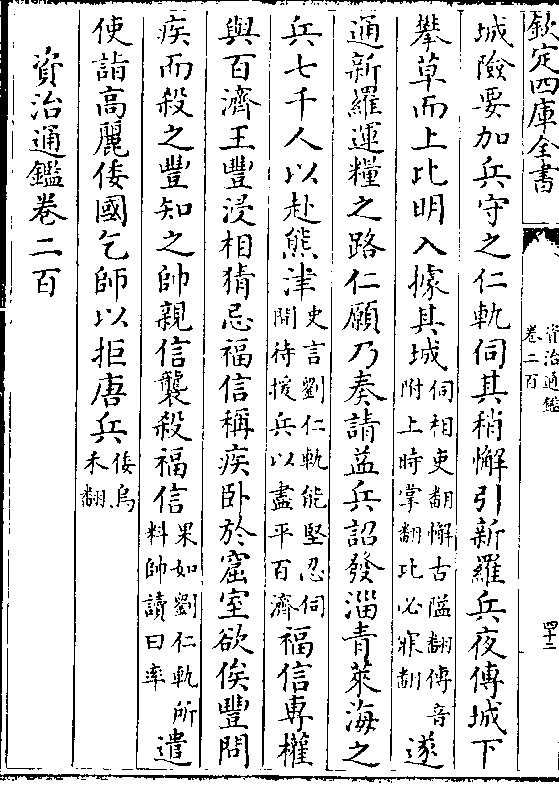 欽定四庫全書
資治通鑑
卷二百
四十三
城險要加兵守之仁軌伺其稍懈引新羅兵夜傅城下
攀草而上比明入據其城伺相吏翻懈古隘翻傅音
附上時掌翻比必寐翻遂
通新羅運糧之路仁願乃奏請益兵詔發淄青萊海之
兵七千人以赴熊津史言劉仁軌能堅忍伺
間待援兵以盡平百濟福信專權
與百濟王豐浸相猜忌福信稱疾卧於窟室欲俟豐問
疾而殺之豐知之帥親信襲殺福信果如劉仁軌所
料帥讀曰率遣
使詣高麗倭國乞師以拒唐兵倭烏
禾翻
資治通鑑卷二百